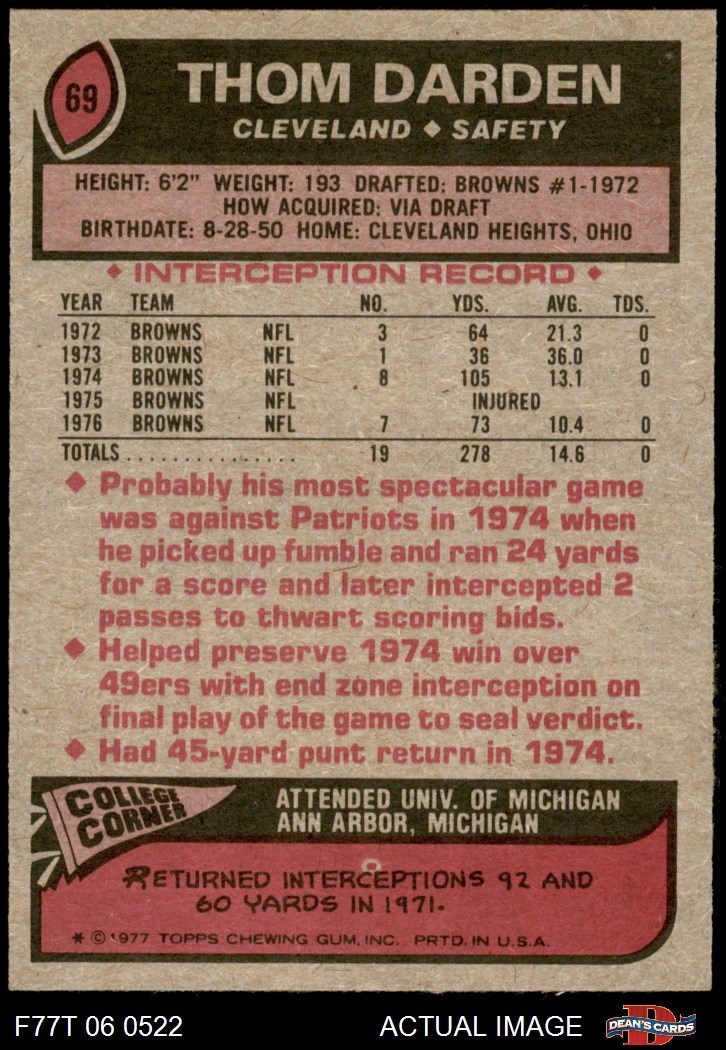 69
THOM DARDEN
CLEVELAND ◆ SAFETY
HEIGHT: 6'2" WEIGHT: 193 DRAFTED: BROWNS #1-1972
HOW ACQUIRED: VIA DRAFT
BIRTHDATE: 8-28-50 HOME: CLEVELAND HEIGHTS, OHIO
◆ INTERCEPTION RECORD ◆
YEAR TEAM NO. YDS. AVG. TDS.
1972 BROWNS NFL 3 64 21.3 0
1973 BROWNS NFL 1 36 36.0 0
1974 BROWNS NFL 8 105 13.1 0
1975 BROWNS NFL INJURED
1976 BROWNS NFL 7 73 10.4 0
TOTALS ................ 19 278 14.6 0
◆ Probably his most spectacular game
was against Patriots in 1974 when
he picked up fumble and ran 24 yards
for a score and later intercepted 2
passes to thwart scoring bids.
◆ Helped preserve 1974 win over
49ers with end zone interception on
final play of the game to seal verdict.
◆ Had 45-yard punt return in 1974.
COLLEGE
CORNER
ATTENDED UNIV. OF MICHIGAN
ANN ARBOR, MICHIGAN
RETURNED INTERCEPTIONS 92 AND
60 YARDS IN 1971.
* © 1977 TOPPS CHEWING GUM, INC. PRTD. IN U.S.A.
F77T 06 0522 ACTUAL IMAGE
D
DEAN'S CARDS